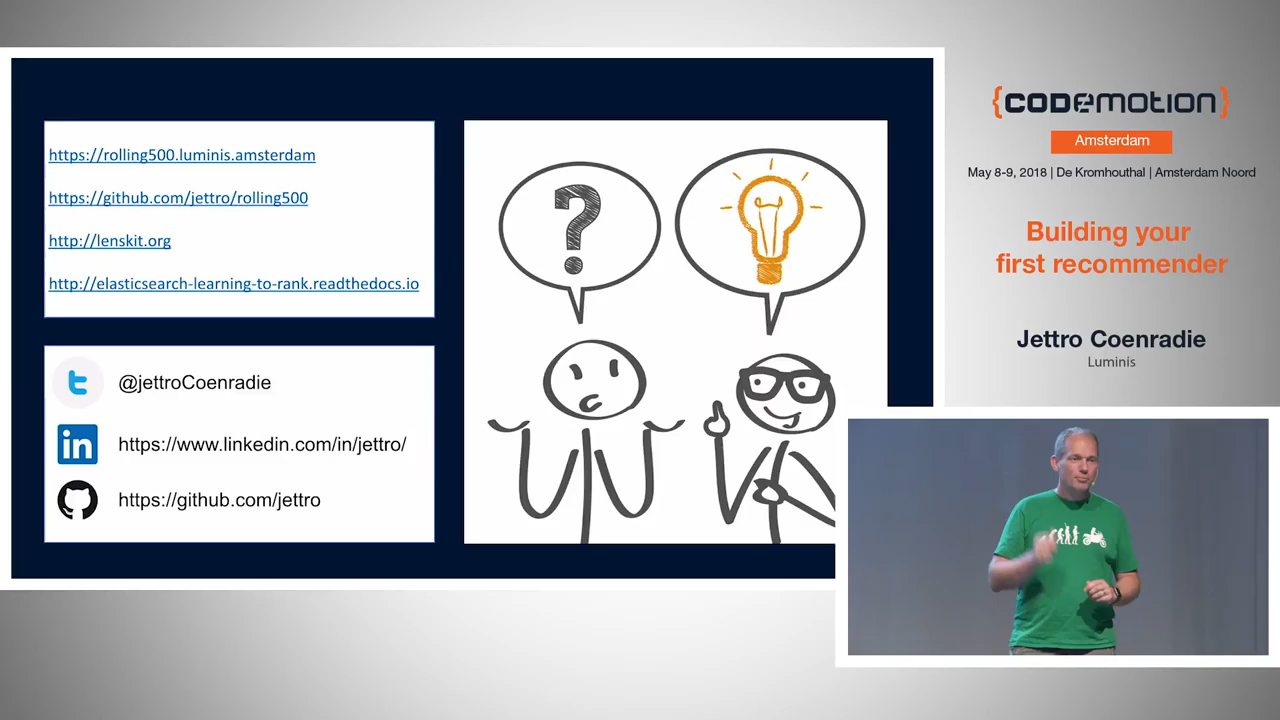 https://rolling500.luminis.amsterdam
https://github.com/jettro/rolling500
http://lenskit.org
http://elasticsearch-learning-to-rank.readthedocs.io
@jettroCoenradie
https://www.linkedin.com/in/jettro/
https://github.com/jettro
?
{CODEMOTION}
Amsterdam
May 8-9, 2018 | De Kromhouthal | Amsterdam Noord
Building your
first recommender
Jettro Coenradie
Luminis